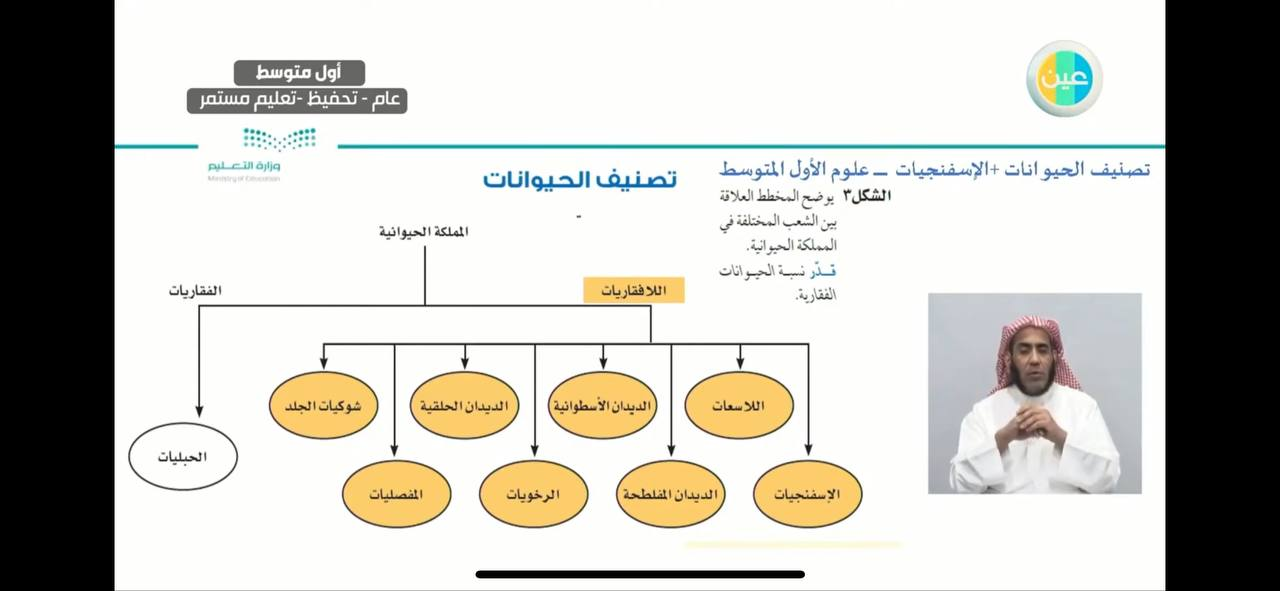 أول متوسط
عام - تحفيظ -تعليم مستمر
عين
وزارة التعليم
Ministry of Education
تصنيف الحيوانات +الإسفنجيات – علوم الأول المتوسط
تصنيف الحيوانات
الشكل٣ يوضح المخطط العلاقة
بين الشعب المختلفة في
المملكة الحيوانية.
قدّر نسبة الحيوانات
الفقارية.
المملكة الحيوانية
اللافقاريات
الفقاريات
اللاسعات
الديدان الأسطوانية
الديدان الحلقية
شوكيات الجلد
الحبليات
الإسفنجيات
الديدان المفلطحة
الرخويات
المفصليات